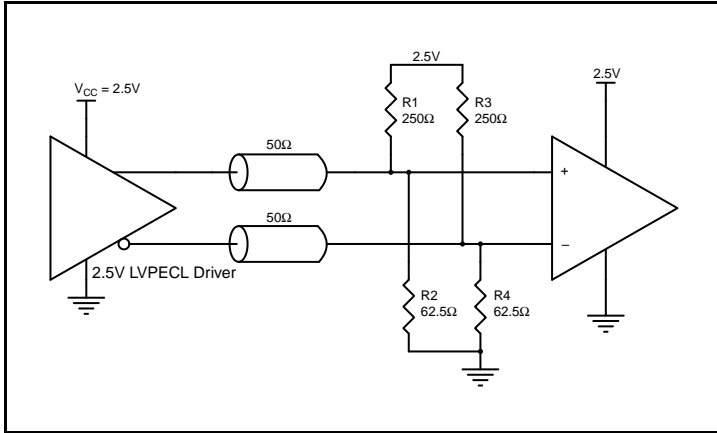 2.5V
V_CC = 2.5V
2.5V
R1
250Ω
R3
250Ω
50Ω
+
50Ω
–
2.5V LVPECL Driver
R2
62.5Ω
R4
62.5Ω